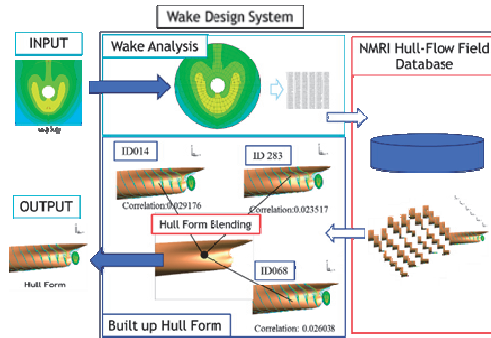 Wake Design System
INPUT
Wake Analysis
NMRI Hull-Flow Field
Database
ID014
ID 283
Correlation:0.029176
Correlation:0.023517
OUTPUT
Hull Form Blending
ID068
Hull Form
Built up Hull Form
Correlation: 0.026038